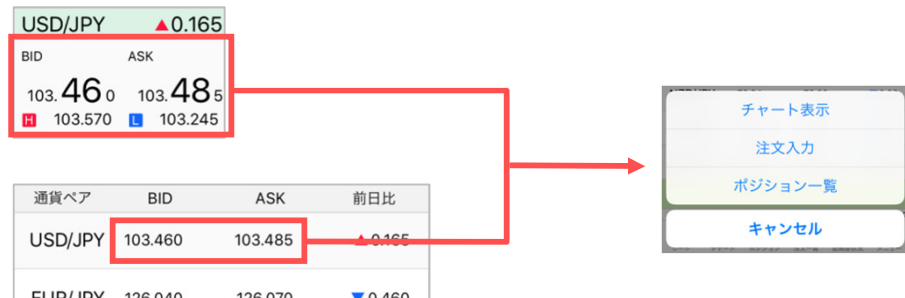 USD/JPY ▲0.165
BID ASK
103.460 103.485
H 103.570 L 103.245
通貨ペア BID ASK 前日比
USD/JPY 103.460 103.485 ▲0.165
EUR/JPY 126.040 126.070 ▼0.460
チャート表示
注文入力
ポジション一覧
キャンセル